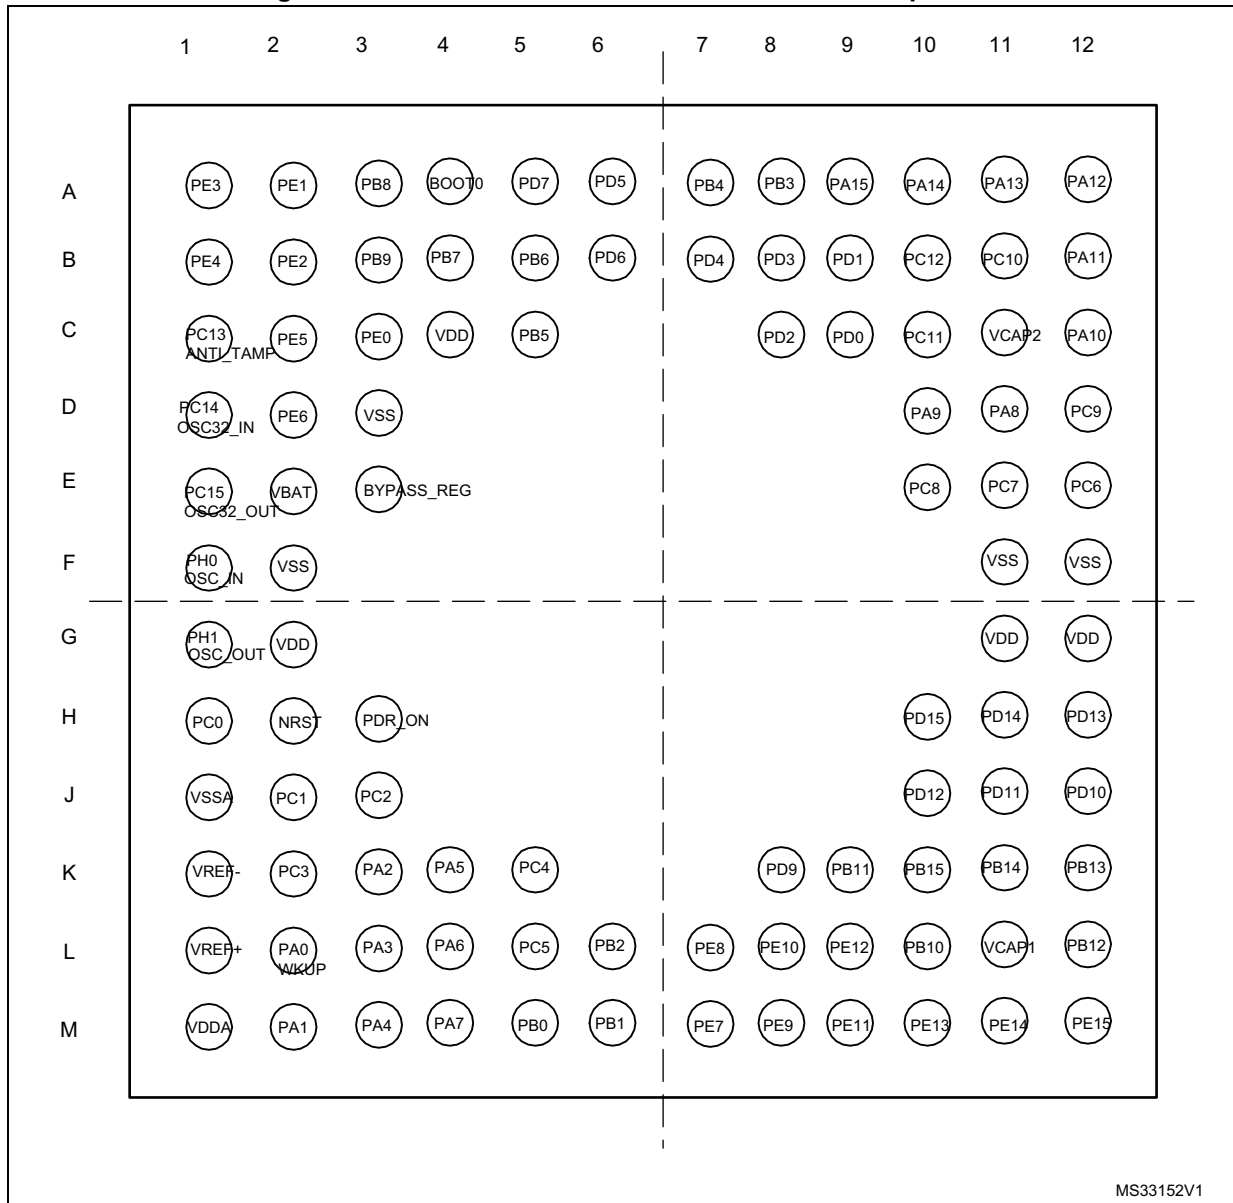 1 2 3 4 5 6 7 8 9 10 11 12
A PE3 PE1 PB8 BOOT0 PD7 PD5 PB4 PB3 PA15 PA14 PA13 PA12
B PE4 PE2 PB9 PB7 PB6 PD6 PD4 PD3 PD1 PC12 PC10 PA11
C PC13 PE5 PE0 VDD PB5 PD2 PD0 PC11 VCAP2 PA10
ANTI_TAMP
D PC14 PE6 VSS PA9 PA8 PC9
OSC32_IN
E PC15 VBAT BYPASS_REG PC8 PC7 PC6
OSC32_OUT
F PH0 VSS VSS VSS
OSC_IN
G PH1 VDD VDD VDD
OSC_OUT
H PC0 NRST PDR_ON PD15 PD14 PD13
J VSSA PC1 PC2 PD12 PD11 PD10
K VREF- PC3 PA2 PA5 PC4 PD9 PB11 PB15 PB14 PB13
L VREF+ PA0 PA3 PA6 PC5 PB2 PE8 PE10 PE12 PB10 VCAP1 PB12
WKUP
M VDDA PA1 PA4 PA7 PB0 PB1 PE7 PE9 PE11 PE13 PE14 PE15
MS33152V1